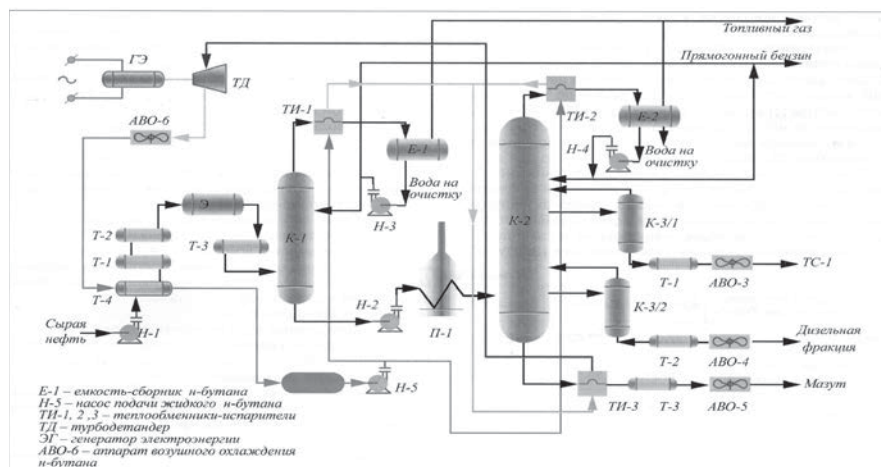 Топливный газ
Прямогонный бензин
ГЭ
ТД
АВО-6
ТИ-1
ТИ-2
Е-1
Е-2
Вода на
очистку
Вода на
очистку
Н-4
Н-3
Э
Т-2
Т-1
Т-4
Т-3
К-1
К-2
К-3/1
Т-1
АВО-3
ТС-1
Н-2
П-1
К-3/2
Сырая
нефть
Н-1
Т-2
АВО-4
Дизельная
фракция
Н-5
ТИ-3
Т-3
АВО-5
Мазут
Е-1 – емкость-сборник н-бутана
Н-5 – насос подачи жидкого н-бутана
ТИ-1, 2 ,3 – теплообменники-испарители
ТД – турбодетандер
ЭГ – генератор электроэнергии
АВО-6 – аппарат возушного охлаждения
н-бутана